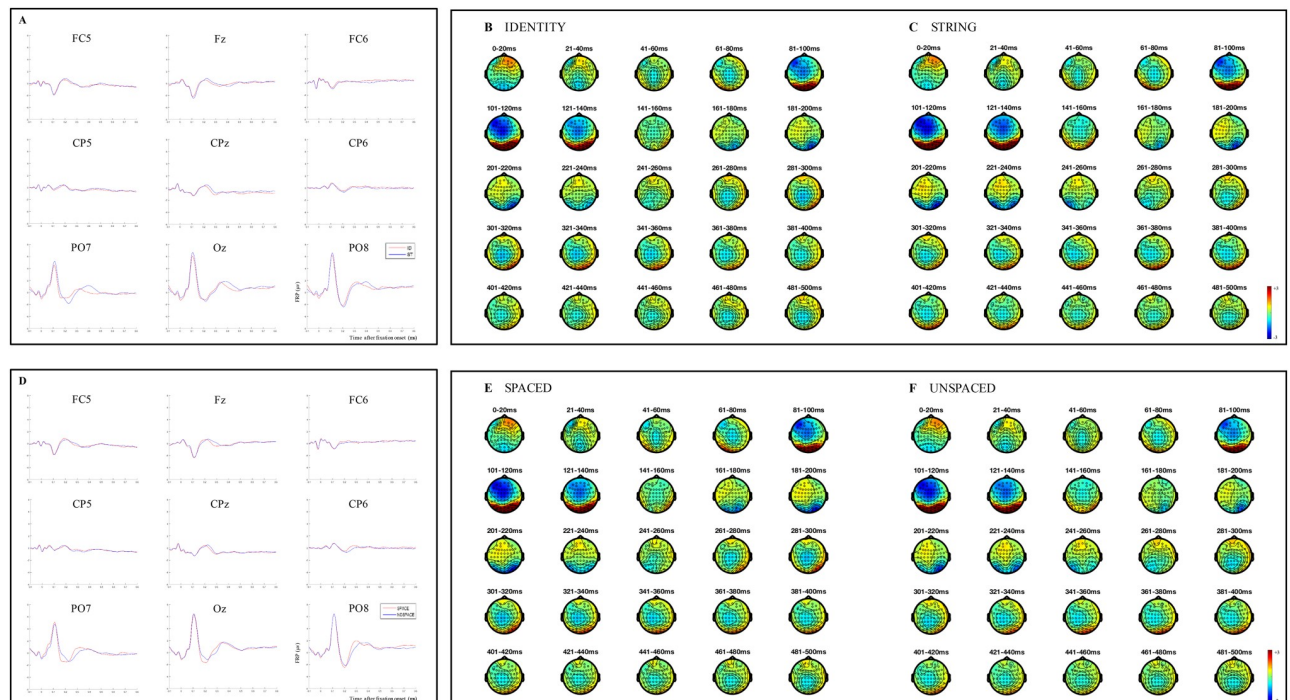 A
FC5 Fz FC6
CP5 CPz CP6
PO7 Oz PO8
ID
ST
FRP (μv)
Time after fixation onset (ms)
B IDENTITY
0-20ms 21-40ms 41-60ms 61-80ms 81-100ms
101-120ms 121-140ms 141-160ms 161-180ms 181-200ms
201-220ms 221-240ms 241-260ms 261-280ms 281-300ms
301-320ms 321-340ms 341-360ms 361-380ms 381-400ms
401-420ms 421-440ms 441-460ms 461-480ms 481-500ms
C STRING
0-20ms 21-40ms 41-60ms 61-80ms 81-100ms
101-120ms 121-140ms 141-160ms 161-180ms 181-200ms
201-220ms 221-240ms 241-260ms 261-280ms 281-300ms
301-320ms 321-340ms 341-360ms 361-380ms 381-400ms
401-420ms 421-440ms 441-460ms 461-480ms 481-500ms
+3
-3
D
FC5 Fz FC6
CP5 CPz CP6
PO7 Oz PO8
SPACE
NOSPACE
FRP (μv)
Time after fixation onset (ms)
E SPACED
0-20ms 21-40ms 41-60ms 61-80ms 81-100ms
101-120ms 121-140ms 141-160ms 161-180ms 181-200ms
201-220ms 221-240ms 241-260ms 261-280ms 281-300ms
301-320ms 321-340ms 341-360ms 361-380ms 381-400ms
401-420ms 421-440ms 441-460ms 461-480ms 481-500ms
F UNSPACED
0-20ms 21-40ms 41-60ms 61-80ms 81-100ms
101-120ms 121-140ms 141-160ms 161-180ms 181-200ms
201-220ms 221-240ms 241-260ms 261-280ms 281-300ms
301-320ms 321-340ms 341-360ms 361-380ms 381-400ms
401-420ms 421-440ms 441-460ms 461-480ms 481-500ms
+3